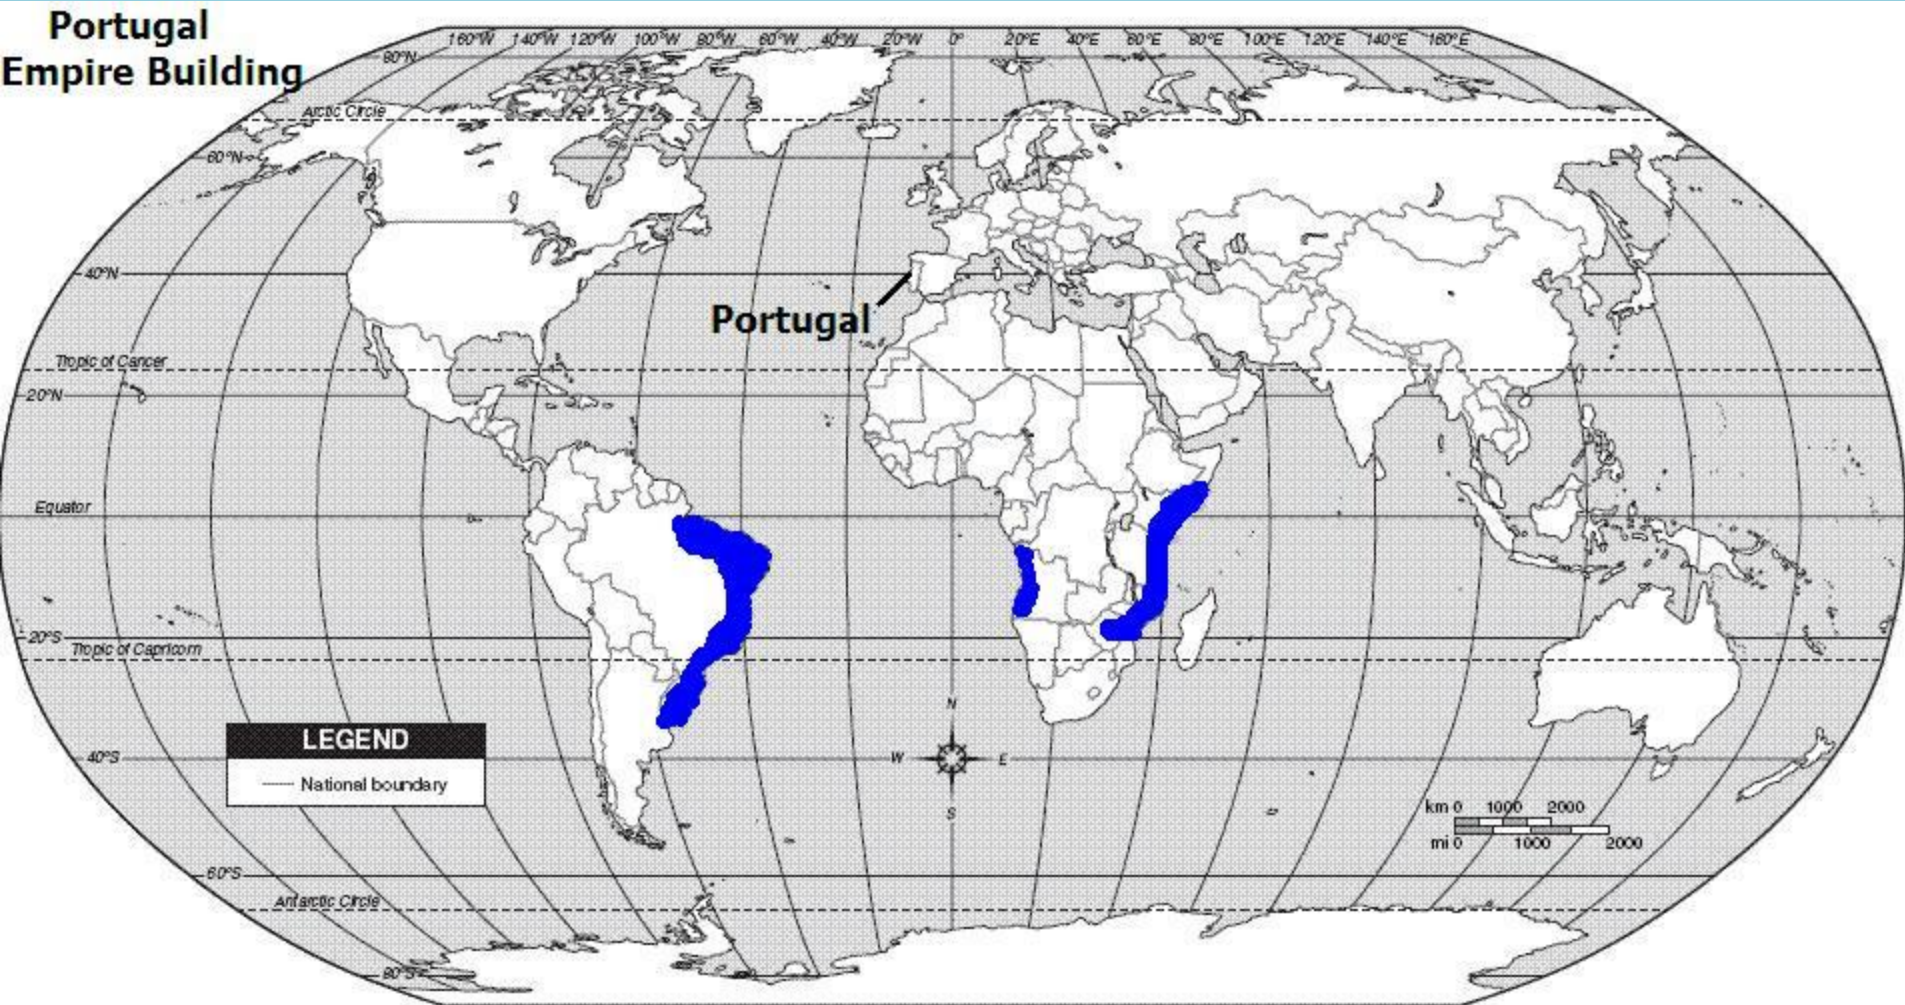 Portugal
Empire Building
160°W 140°W 120°W 100°W 80°W 60°W 40°W 20°W 0° 20°E 40°E 60°E 80°E 100°E 120°E 140°E 160°E
80°N
Arctic Circle
60°N
40°N
Portugal
Tropic of Cancer
20°N
Equator
20°S
Tropic of Capricorn
N
W E
S
LEGEND
National boundary
40°S
km 0 1000 2000
mi 0 1000 2000
60°S
Antarctic Circle
80°S